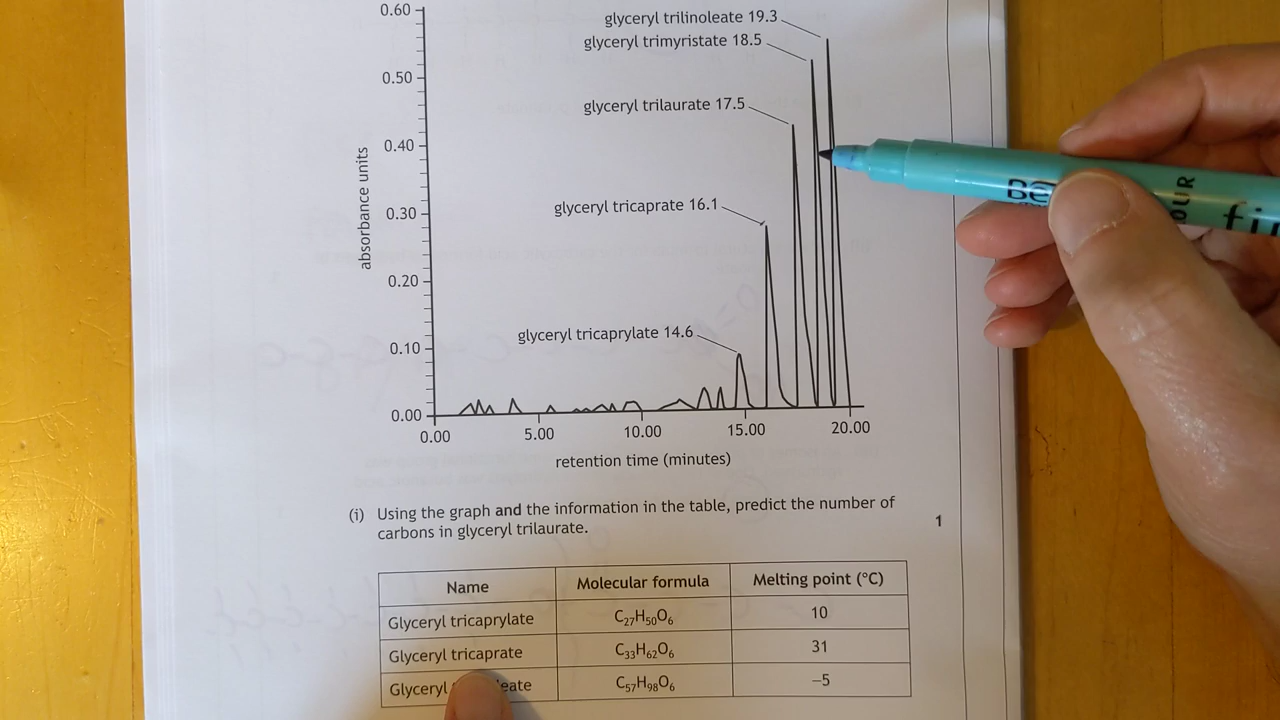 0.60
glyceryl trilinoleate 19.3
glyceryl trimyristate 18.5
0.50
glyceryl trilaurate 17.5
0.40
absorbance units
0.30
glyceryl tricaprate 16.1
0.20
glyceryl tricaprylate 14.6
0.10
0.00
0.00 5.00 10.00 15.00 20.00
retention time (minutes)
(i) Using the graph and the information in the table, predict the number of
carbons in glyceryl trilaurate.
1
Name Molecular formula Melting point (°C)
Glyceryl tricaprylate C₂₇H₅₀O₆ 10
Glyceryl tricaprate C₃₃H₆₂O₆ 31
Glyceryl C₅₇H₉₈O₆ −5